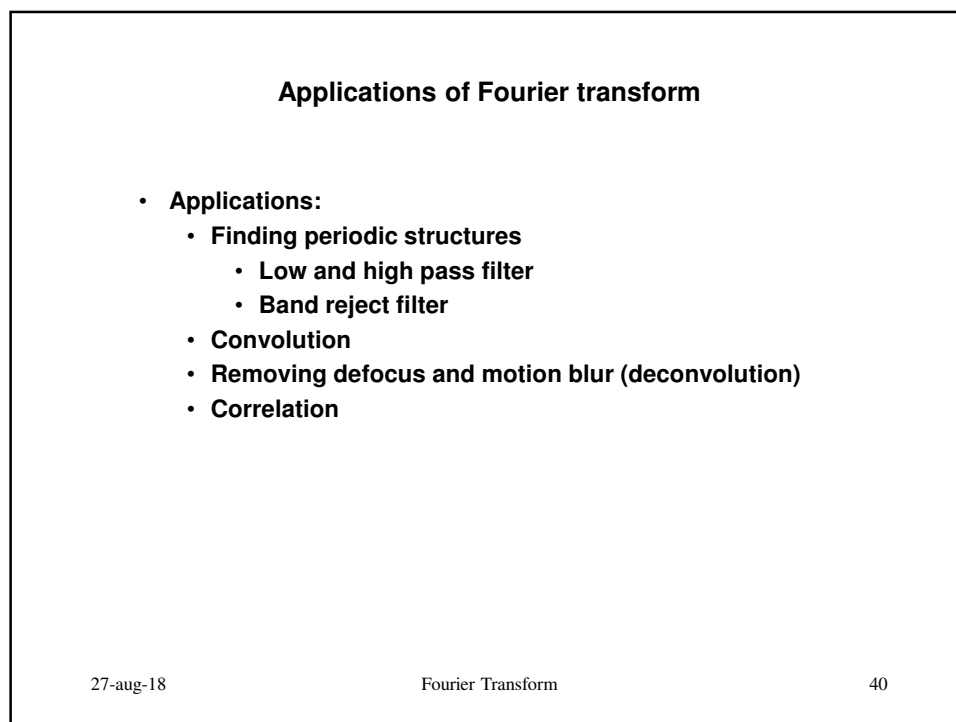 Applications of Fourier transform
• Applications:
• Finding periodic structures
• Low and high pass filter
• Band reject filter
• Convolution
• Removing defocus and motion blur (deconvolution)
• Correlation
27-aug-18 Fourier Transform 40